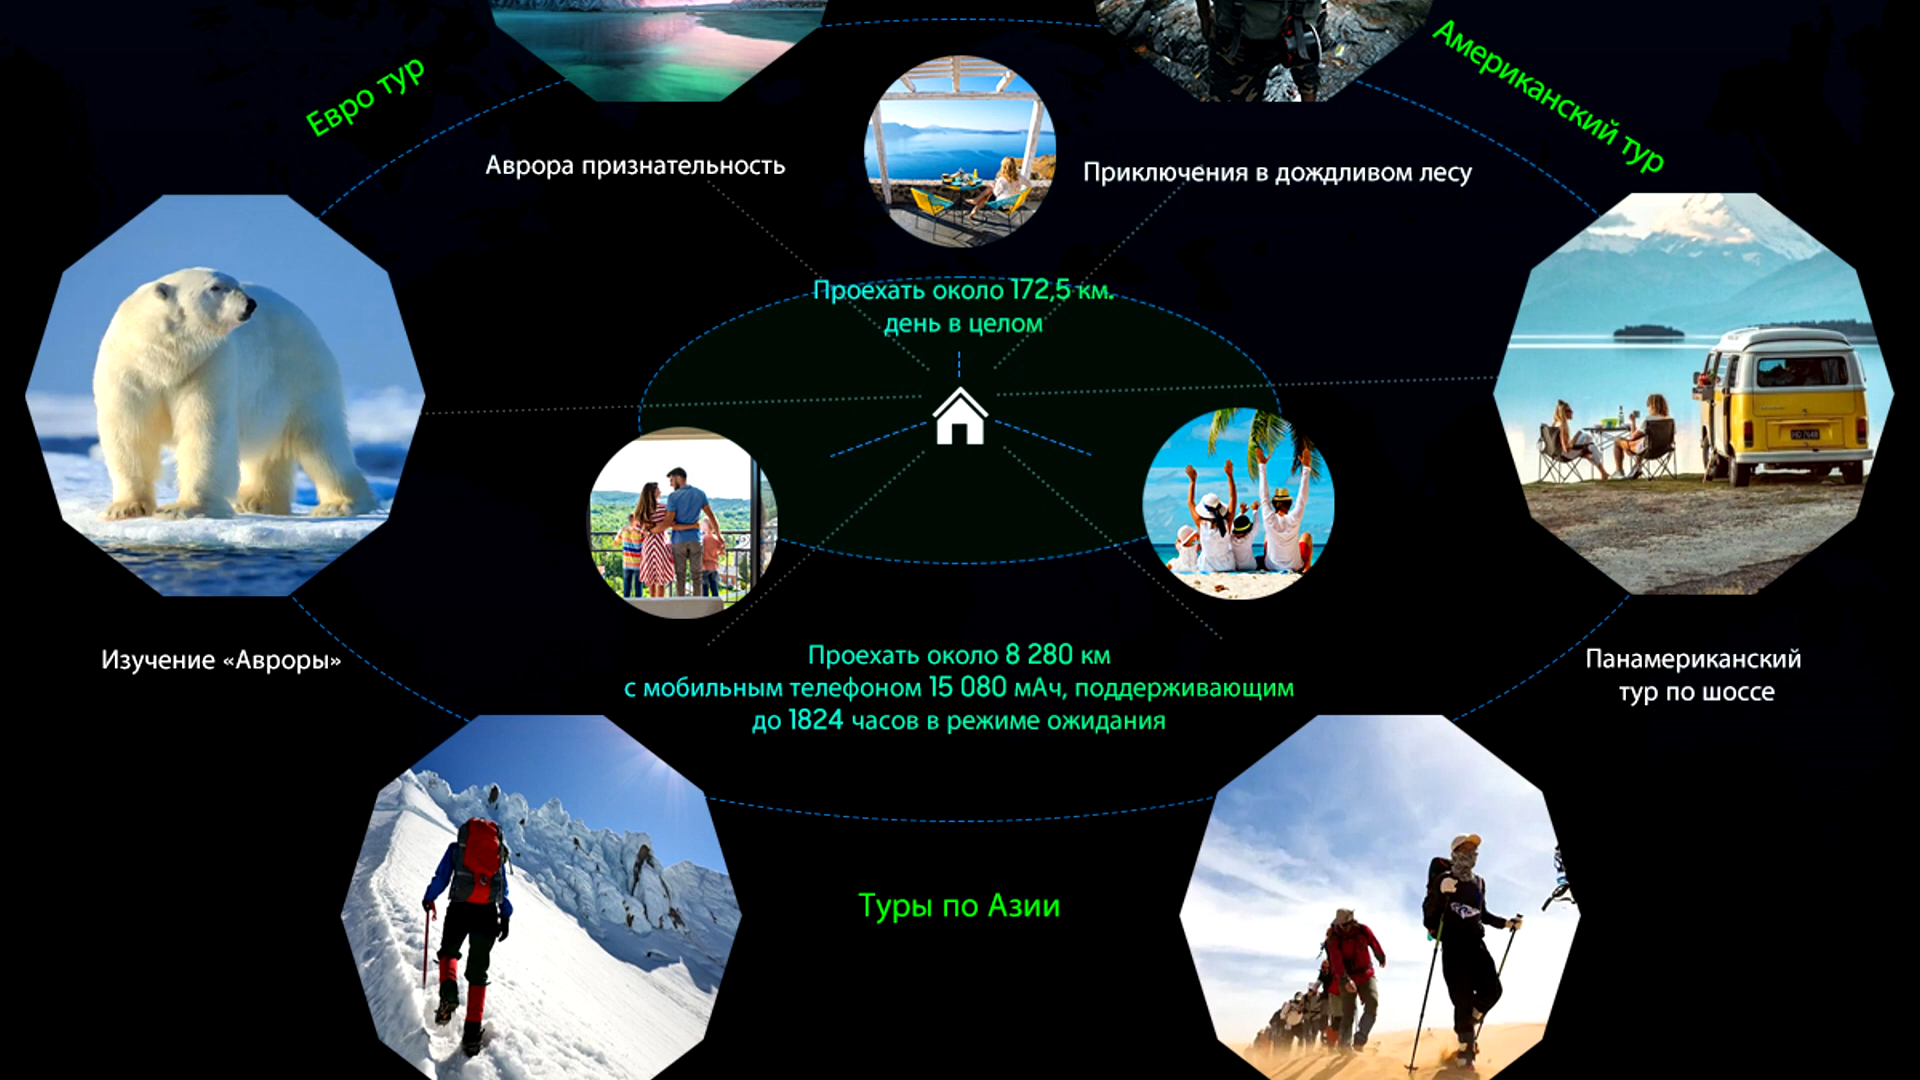 Евро тур
Американский тур
Аврора признательность
Приключения в дождливом лесу
Проехать около 172,5 км.
день в целом
Изучение «Авроры»
Панамериканский
тур по шоссе
Проехать около 8 280 км
с мобильным телефоном 15 080 мАч, поддерживающим
до 1824 часов в режиме ожидания
Туры по Азии